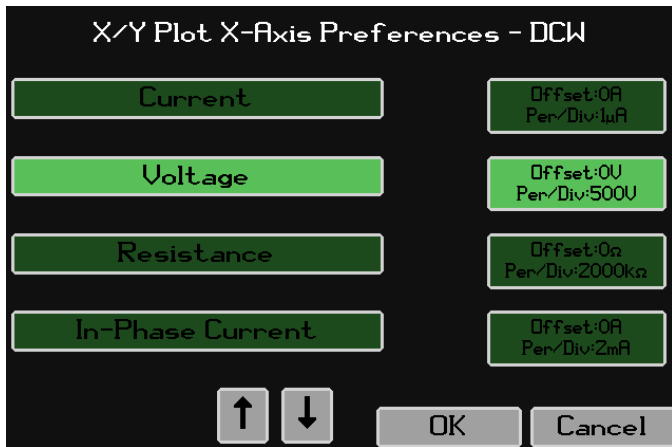 X/Y Plot X-Axis Preferences - DCW
Current
Offset:0A
Per/Div:1µA
Voltage
Offset:0V
Per/Div:500V
Resistance
Offset:0Ω
Per/Div:2000kΩ
In-Phase Current
Offset:0A
Per/Div:2mA
↑ ↓
OK
Cancel